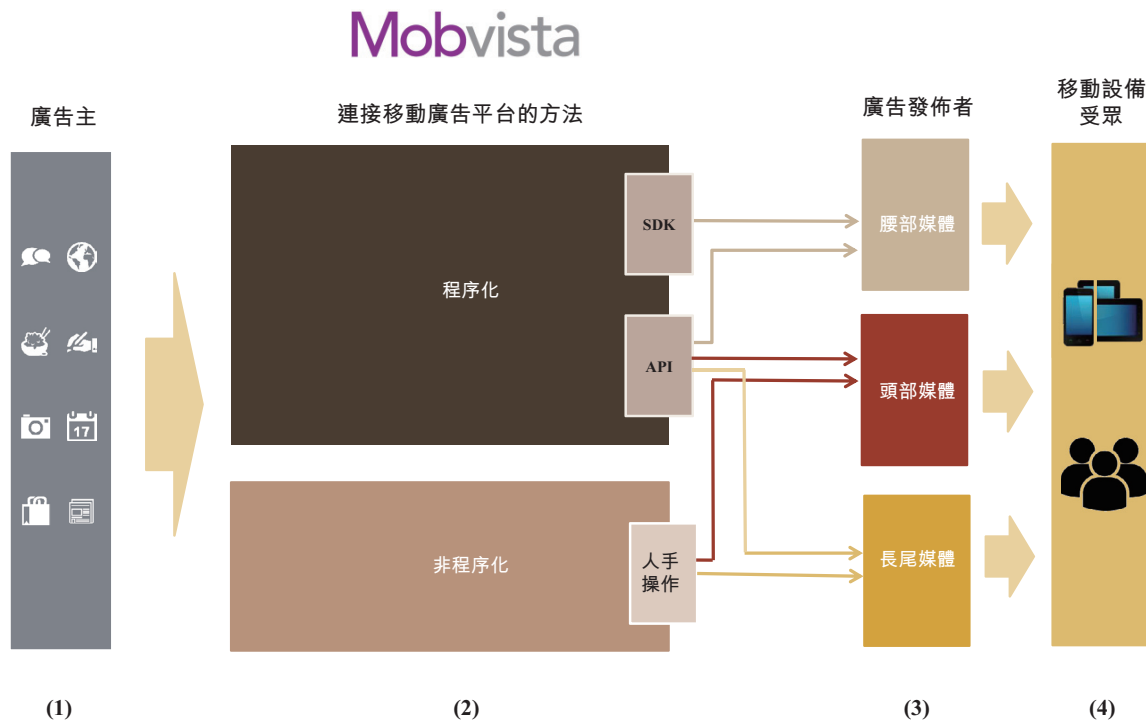 Mobvista
廣告主
連接移動廣告平台的方法
廣告發佈者
移動設備
受眾
SDK
腰部媒體
程序化
API
頭部媒體
17
非程序化
人手
操作
長尾媒體
(1)
(2)
(3)
(4)